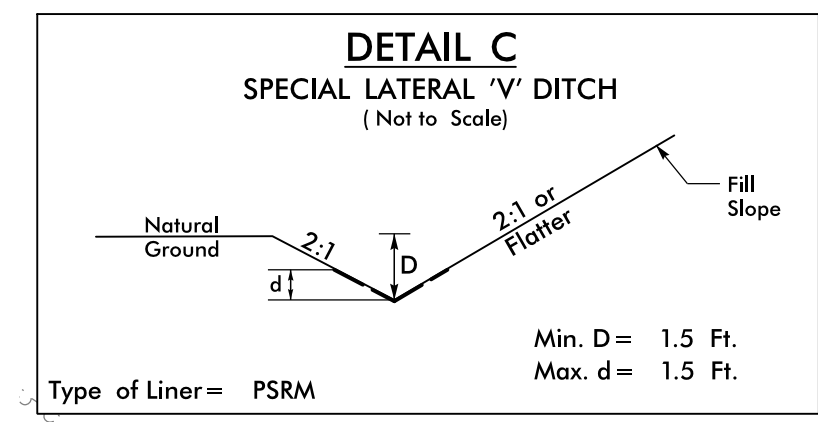 DETAIL C
SPECIAL LATERAL 'V' DITCH
( Not to Scale)
Natural
Ground
2:1
D
d
2:1 or
Flatter
Fill
Slope
Min. D = 1.5 Ft.
Max. d = 1.5 Ft.
Type of Liner = PSRM